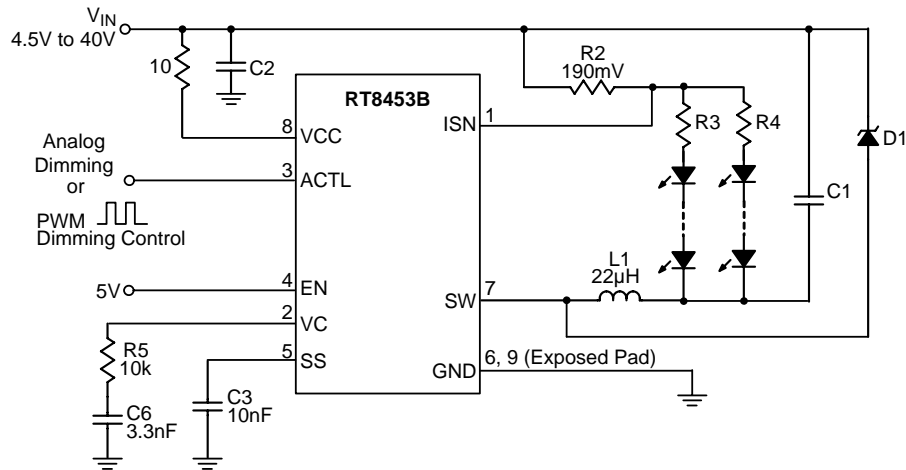 V_IN
4.5V to 40V
10
C2
RT8453B
R2
190mV
R3
R4
D1
C1
8
VCC
1
ISN
Analog
Dimming
or
PWM
Dimming Control
3
ACTL
4
EN
5V
2
VC
5
SS
L1
22µH
7
SW
6, 9 (Exposed Pad)
GND
R5
10k
C6
3.3nF
C3
10nF